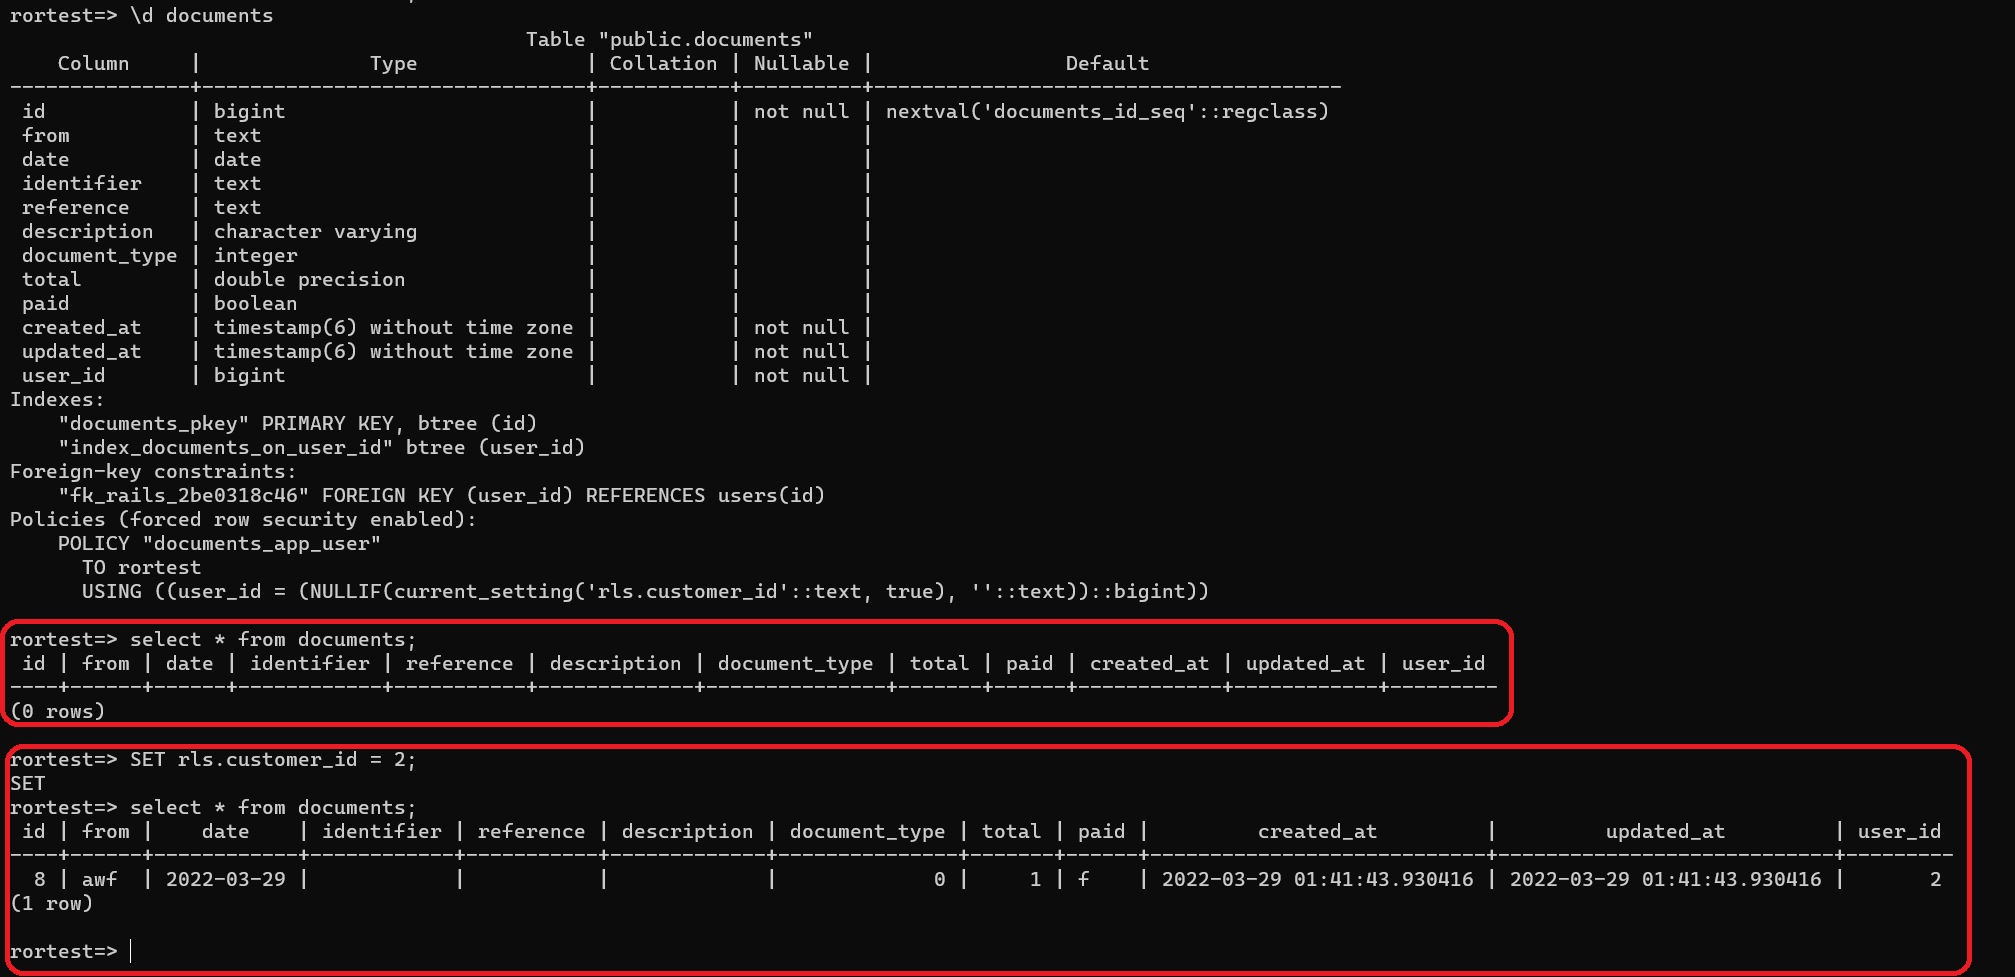 rortest=> \d documents
                                           Table "public.documents"
    Column     |              Type              | Collation | Nullable |                Default
---------------+--------------------------------+-----------+----------+---------------------------------------
 id            | bigint                         |           | not null | nextval('documents_id_seq'::regclass)
 from          | text                           |           |          |
 date          | date                           |           |          |
 identifier    | text                           |           |          |
 reference     | text                           |           |          |
 description   | character varying              |           |          |
 document_type | integer                        |           |          |
 total         | double precision               |           |          |
 paid          | boolean                        |           |          |
 created_at    | timestamp(6) without time zone |           | not null |
 updated_at    | timestamp(6) without time zone |           | not null |
 user_id       | bigint                         |           | not null |
Indexes:
    "documents_pkey" PRIMARY KEY, btree (id)
    "index_documents_on_user_id" btree (user_id)
Foreign-key constraints:
    "fk_rails_2be0318c46" FOREIGN KEY (user_id) REFERENCES users(id)
Policies (forced row security enabled):
    POLICY "documents_app_user"
      TO rortest
      USING ((user_id = (NULLIF(current_setting('rls.customer_id'::text, true), ''::text))::bigint))
rortest=> select * from documents;
 id | from | date | identifier | reference | description | document_type | total | paid | created_at | updated_at | user_id
----+------+------+------------+-----------+-------------+---------------+-------+------+------------+------------+---------
(0 rows)
rortest=> SET rls.customer_id = 2;
SET
rortest=> select * from documents;
 id | from |    date    | identifier | reference | description | document_type | total | paid |         created_at         |         updated_at         | user_id
----+------+------------+------------+-----------+-------------+---------------+-------+------+----------------------------+----------------------------+---------
  8 | awf  | 2022-03-29 |            |           |             |             0 |     1 | f    | 2022-03-29 01:41:43.930416 | 2022-03-29 01:41:43.930416 |       2
(1 row)
rortest=>